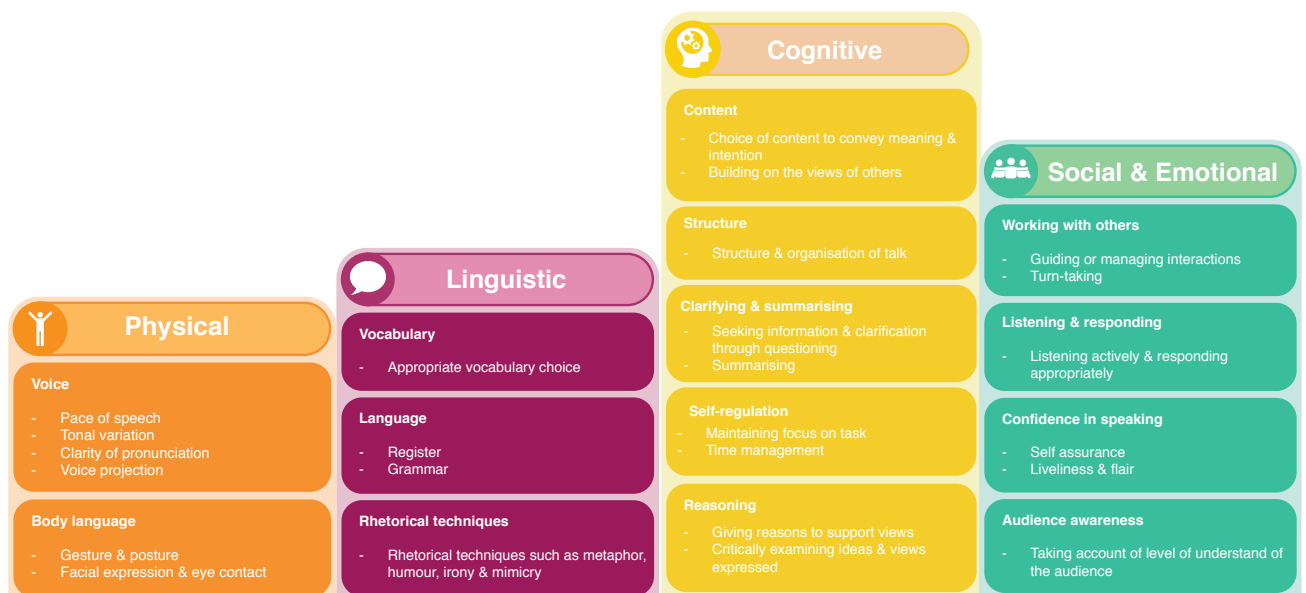 Physical
Voice
- Pace of speech
- Tonal variation
- Clarity of pronunciation
- Voice projection
Body language
- Gesture & posture
- Facial expression & eye contact
Linguistic
Vocabulary
- Appropriate vocabulary choice
Language
- Register
- Grammar
Rhetorical techniques
- Rhetorical techniques such as metaphor,
humour, irony & mimicry
Cognitive
Content
- Choice of content to convey meaning &
intention
- Building on the views of others
Structure
- Structure & organisation of talk
Clarifying & summarising
- Seeking information & clarification
through questioning
- Summarising
Self-regulation
- Maintaining focus on task
- Time management
Reasoning
- Giving reasons to support views
- Critically examining ideas & views
expressed
Social & Emotional
Working with others
- Guiding or managing interactions
- Turn-taking
Listening & responding
- Listening actively & responding
appropriately
Confidence in speaking
- Self assurance
- Liveliness & flair
Audience awareness
- Taking account of level of understand of
the audience